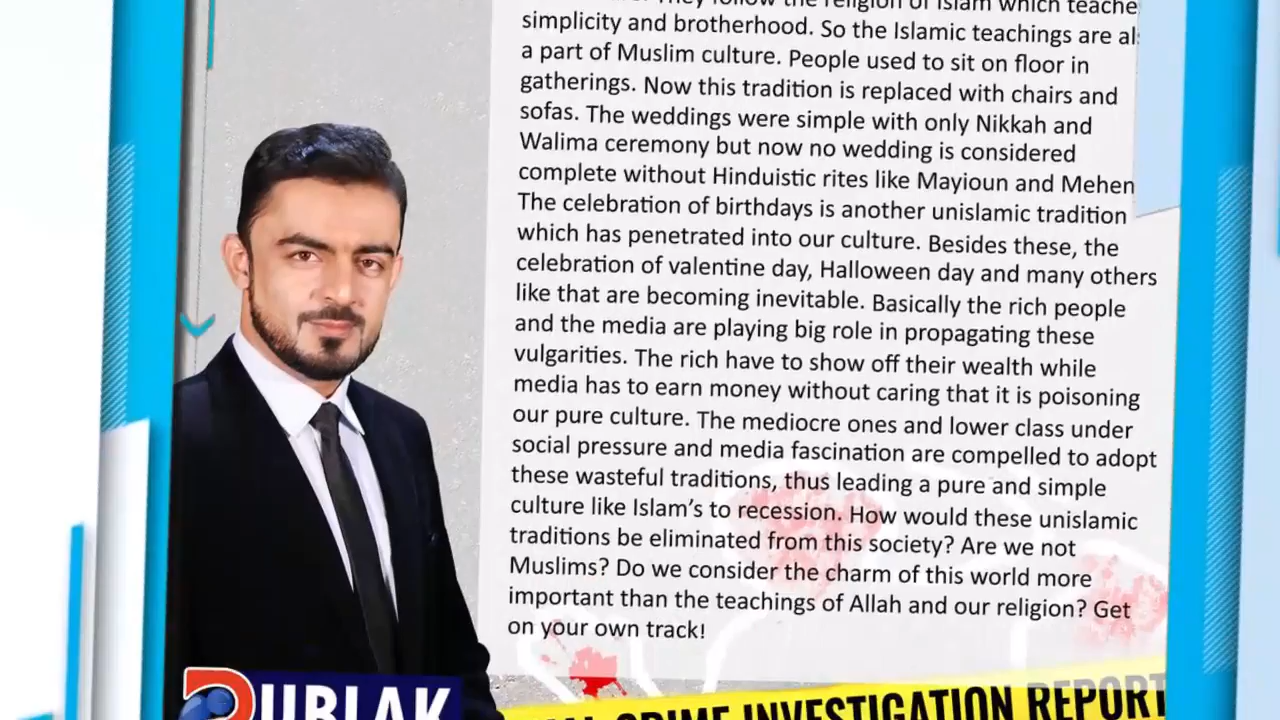 They follow the religion of Islam which teache
simplicity and brotherhood. So the Islamic teachings are al
a part of Muslim culture. People used to sit on floor in
gatherings. Now this tradition is replaced with chairs and
sofas. The weddings were simple with only Nikkah and
Walima ceremony but now no wedding is considered
complete without Hinduistic rites like Mayioun and Mehen
The celebration of birthdays is another unislamic tradition
which has penetrated into our culture. Besides these, the
celebration of valentine day, Halloween day and many others
like that are becoming inevitable. Basically the rich people
and the media are playing big role in propagating these
vulgarities. The rich have to show off their wealth while
media has to earn money without caring that it is poisoning
our pure culture. The mediocre ones and lower class under
social pressure and media fascination are compelled to adopt
these wasteful traditions, thus leading a pure and simple
culture like Islam’s to recession. How would these unislamic
traditions be eliminated from this society? Are we not
Muslims? Do we consider the charm of this world more
important than the teachings of Allah and our religion? Get
on your own track!
PUBLAK
CRIME INVESTIGATION REPORT